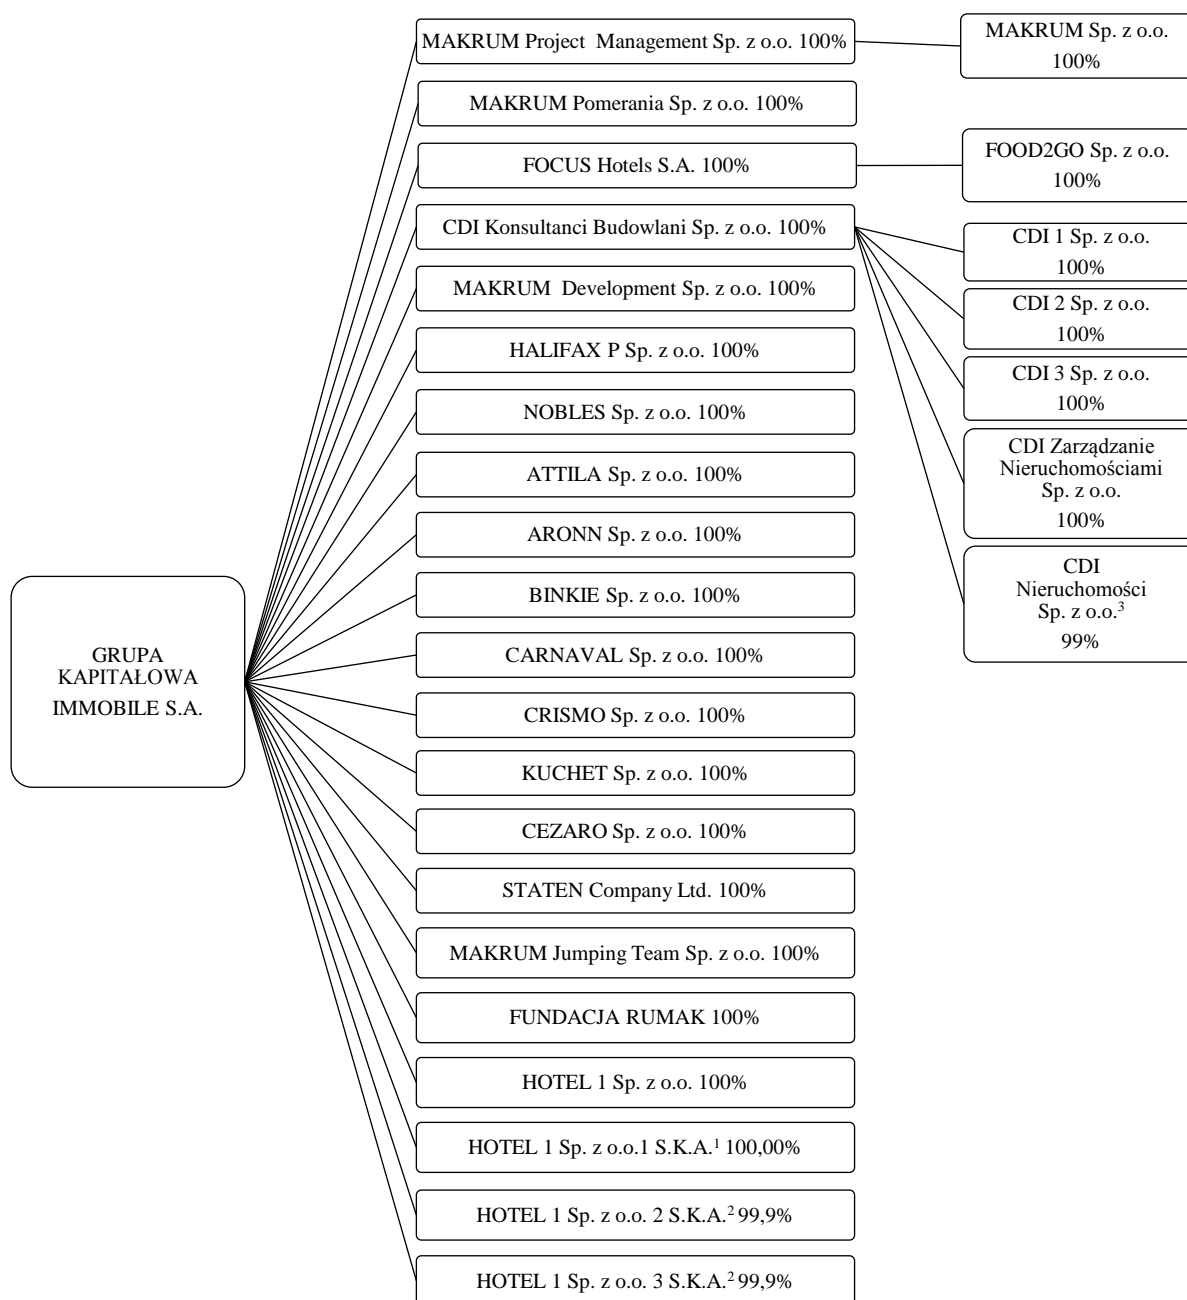 GRUPA
KAPITAŁOWA
IMMOBILE S.A.
MAKRUM Project  Management Sp. z o.o. 100%
MAKRUM Pomerania Sp. z o.o. 100%
FOCUS Hotels S.A. 100%
CDI Konsultanci Budowlani Sp. z o.o. 100%
MAKRUM  Development Sp. z o.o. 100%
HALIFAX P Sp. z o.o. 100%
NOBLES Sp. z o.o. 100%
ATTILA Sp. z o.o. 100%
ARONN Sp. z o.o. 100%
BINKIE Sp. z o.o. 100%
CARNAVAL Sp. z o.o. 100%
CRISMO Sp. z o.o. 100%
KUCHET Sp. z o.o. 100%
CEZARO Sp. z o.o. 100%
STATEN Company Ltd. 100%
MAKRUM Jumping Team Sp. z o.o. 100%
FUNDACJA RUMAK 100%
HOTEL 1 Sp. z o.o. 100%
HOTEL 1 Sp. z o.o.1 S.K.A.¹ 100,00%
HOTEL 1 Sp. z o.o. 2 S.K.A.² 99,9%
HOTEL 1 Sp. z o.o. 3 S.K.A.² 99,9%
MAKRUM Sp. z o.o.
100%
FOOD2GO Sp. z o.o.
100%
CDI 1 Sp. z o.o.
100%
CDI 2 Sp. z o.o.
100%
CDI 3 Sp. z o.o.
100%
CDI Zarządzanie
Nieruchomościami
Sp. z o.o.
100%
CDI
Nieruchomości
Sp. z o.o.³
99%